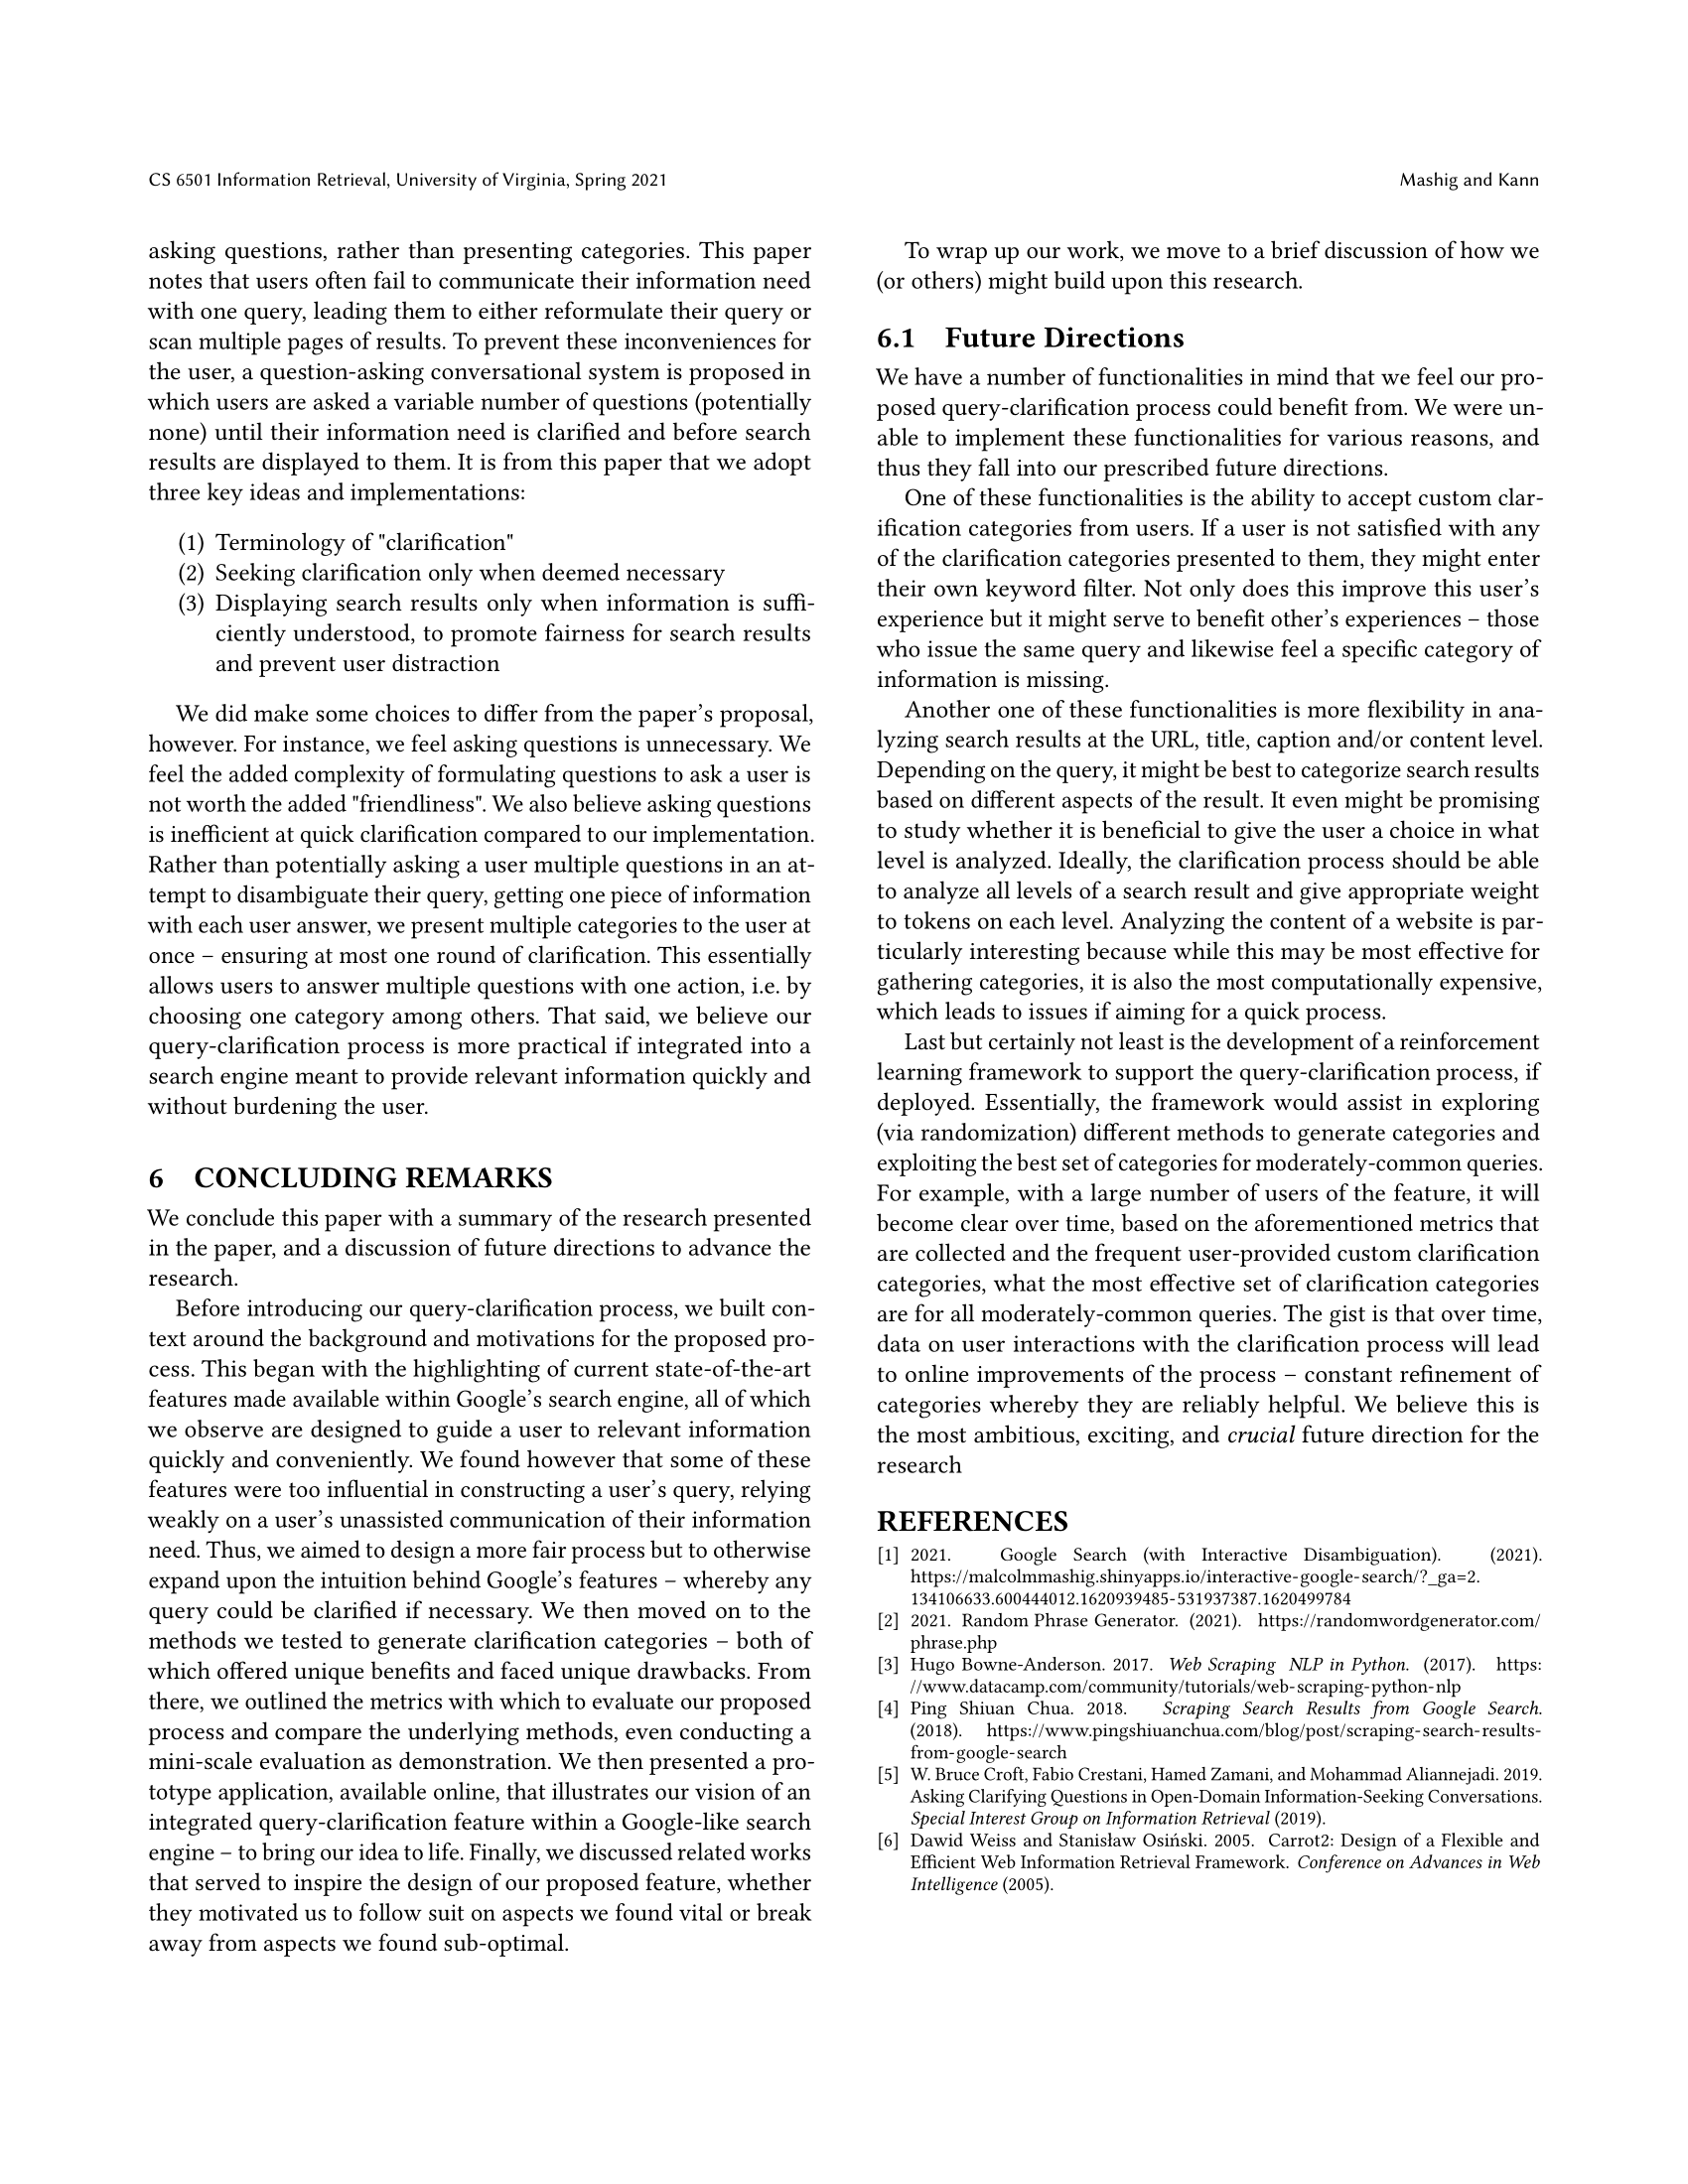 CS 6501 Information Retrieval, University of Virginia, Spring 2021
Mashig and Kann
asking questions, rather than presenting categories. This paper
notes that users often fail to communicate their information need
with one query, leading them to either reformulate their query or
scan multiple pages of results. To prevent these inconveniences for
the user, a question-asking conversational system is proposed in
which users are asked a variable number of questions (potentially
none) until their information need is clarified and before search
results are displayed to them. It is from this paper that we adopt
three key ideas and implementations:
(1) Terminology of "clarification"
(2) Seeking clarification only when deemed necessary
(3) Displaying search results only when information is suffi-
ciently understood, to promote fairness for search results
and prevent user distraction
We did make some choices to differ from the paper's proposal,
however. For instance, we feel asking questions is unnecessary. We
feel the added complexity of formulating questions to ask a user is
not worth the added "friendliness". We also believe asking questions
is inefficient at quick clarification compared to our implementation.
Rather than potentially asking a user multiple questions in an at-
tempt to disambiguate their query, getting one piece of information
with each user answer, we present multiple categories to the user at
once – ensuring at most one round of clarification. This essentially
allows users to answer multiple questions with one action, i.e. by
choosing one category among others. That said, we believe our
query-clarification process is more practical if integrated into a
search engine meant to provide relevant information quickly and
without burdening the user.
6 CONCLUDING REMARKS
We conclude this paper with a summary of the research presented
in the paper, and a discussion of future directions to advance the
research.
Before introducing our query-clarification process, we built con-
text around the background and motivations for the proposed pro-
cess. This began with the highlighting of current state-of-the-art
features made available within Google's search engine, all of which
we observe are designed to guide a user to relevant information
quickly and conveniently. We found however that some of these
features were too influential in constructing a user's query, relying
weakly on a user's unassisted communication of their information
need. Thus, we aimed to design a more fair process but to otherwise
expand upon the intuition behind Google's features – whereby any
query could be clarified if necessary. We then moved on to the
methods we tested to generate clarification categories – both of
which offered unique benefits and faced unique drawbacks. From
there, we outlined the metrics with which to evaluate our proposed
process and compare the underlying methods, even conducting a
mini-scale evaluation as demonstration. We then presented a pro-
totype application, available online, that illustrates our vision of an
integrated query-clarification feature within a Google-like search
engine – to bring our idea to life. Finally, we discussed related works
that served to inspire the design of our proposed feature, whether
they motivated us to follow suit on aspects we found vital or break
away from aspects we found sub-optimal.
To wrap up our work, we move to a brief discussion of how we
(or others) might build upon this research.
6.1 Future Directions
We have a number of functionalities in mind that we feel our pro-
posed query-clarification process could benefit from. We were un-
able to implement these functionalities for various reasons, and
thus they fall into our prescribed future directions.
One of these functionalities is the ability to accept custom clar-
ification categories from users. If a user is not satisfied with any
of the clarification categories presented to them, they might enter
their own keyword filter. Not only does this improve this user's
experience but it might serve to benefit other's experiences – those
who issue the same query and likewise feel a specific category of
information is missing.
Another one of these functionalities is more flexibility in ana-
lyzing search results at the URL, title, caption and/or content level.
Depending on the query, it might be best to categorize search results
based on different aspects of the result. It even might be promising
to study whether it is beneficial to give the user a choice in what
level is analyzed. Ideally, the clarification process should be able
to analyze all levels of a search result and give appropriate weight
to tokens on each level. Analyzing the content of a website is par-
ticularly interesting because while this may be most effective for
gathering categories, it is also the most computationally expensive,
which leads to issues if aiming for a quick process.
Last but certainly not least is the development of a reinforcement
learning framework to support the query-clarification process, if
deployed. Essentially, the framework would assist in exploring
(via randomization) different methods to generate categories and
exploiting the best set of categories for moderately-common queries.
For example, with a large number of users of the feature, it will
become clear over time, based on the aforementioned metrics that
are collected and the frequent user-provided custom clarification
categories, what the most effective set of clarification categories
are for all moderately-common queries. The gist is that over time,
data on user interactions with the clarification process will lead
to online improvements of the process – constant refinement of
categories whereby they are reliably helpful. We believe this is
the most ambitious, exciting, and crucial future direction for the
research
REFERENCES
[1] 2021. Google Search (with Interactive Disambiguation). (2021).
https://malcolmmashig.shinyapps.io/interactive-google-search/?_ga=2.
134106633.600444012.1620939485-531937387.1620499784
[2] 2021. Random Phrase Generator. (2021). https://randomwordgenerator.com/
phrase.php
[3] Hugo Bowne-Anderson. 2017. Web Scraping NLP in Python. (2017). https:
//www.datacamp.com/community/tutorials/web-scraping-python-nlp
[4] Ping Shiuan Chua. 2018. Scraping Search Results from Google Search.
(2018). https://www.pingshiuanchua.com/blog/post/scraping-search-results-
from-google-search
[5] W. Bruce Croft, Fabio Crestani, Hamed Zamani, and Mohammad Aliannejadi. 2019.
Asking Clarifying Questions in Open-Domain Information-Seeking Conversations.
Special Interest Group on Information Retrieval (2019).
[6] Dawid Weiss and Stanisław Osiński. 2005. Carrot2: Design of a Flexible and
Efficient Web Information Retrieval Framework. Conference on Advances in Web
Intelligence (2005).